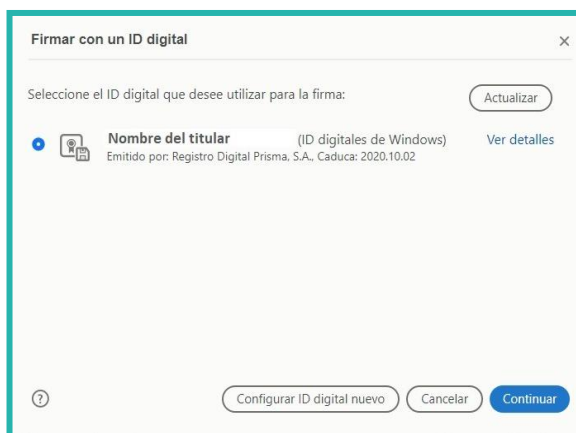 Firmar con un ID digital
Seleccione el ID digital que desee utilizar para la firma:
Actualizar
Nombre del titular (ID digitales de Windows) Ver detalles
Emitido por: Registro Digital Prisma, S.A., Caduca: 2020.10.02
Configurar ID digital nuevo Cancelar Continuar